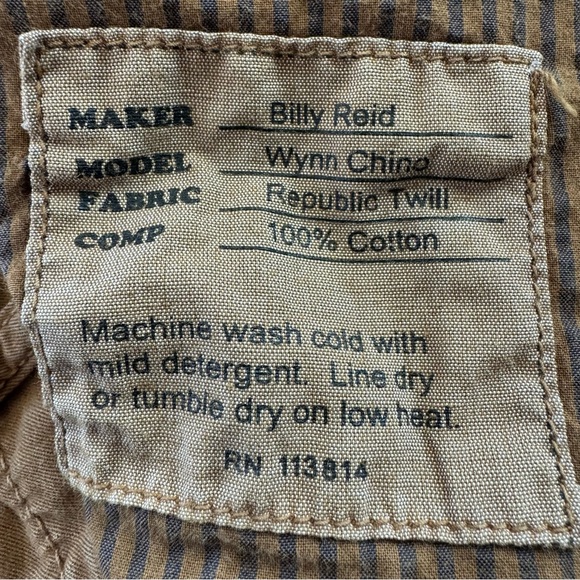 MAKER Billy Reid
MODEL Wynn Chino
FABRIC Republic Twill
COMP 100% Cotton
Machine wash cold with
mild detergent. Line dry
or tumble dry on low heat.
RN 113814